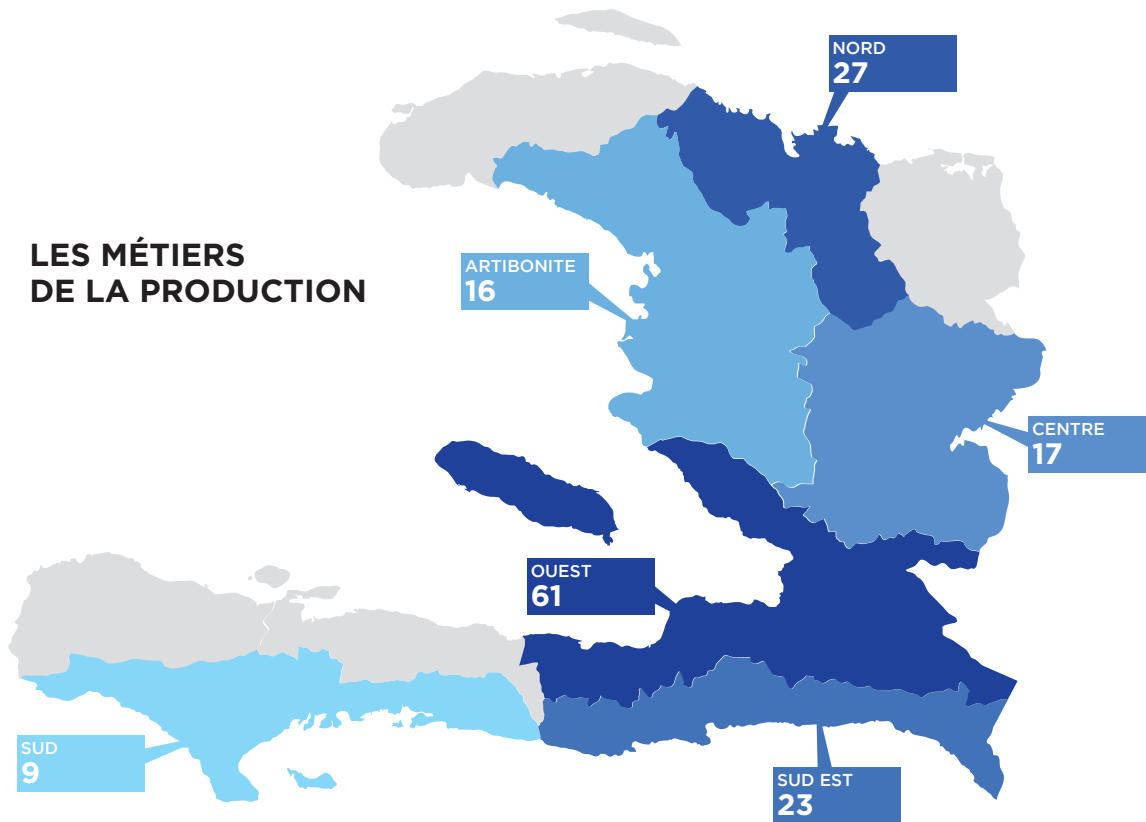 NORD
27
LES MÉTIERS
DE LA PRODUCTION
ARTIBONITE
16
CENTRE
17
OUEST
61
SUD
9
SUD EST
23